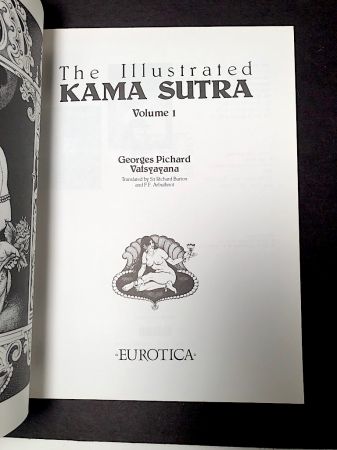 The Illustrated
KAMA SUTRA
Volume 1
Georges Pichard
Vatsyayana
Translated by Sir Richard Burton
and F.F. Arbuthnot
-EUROTICA-